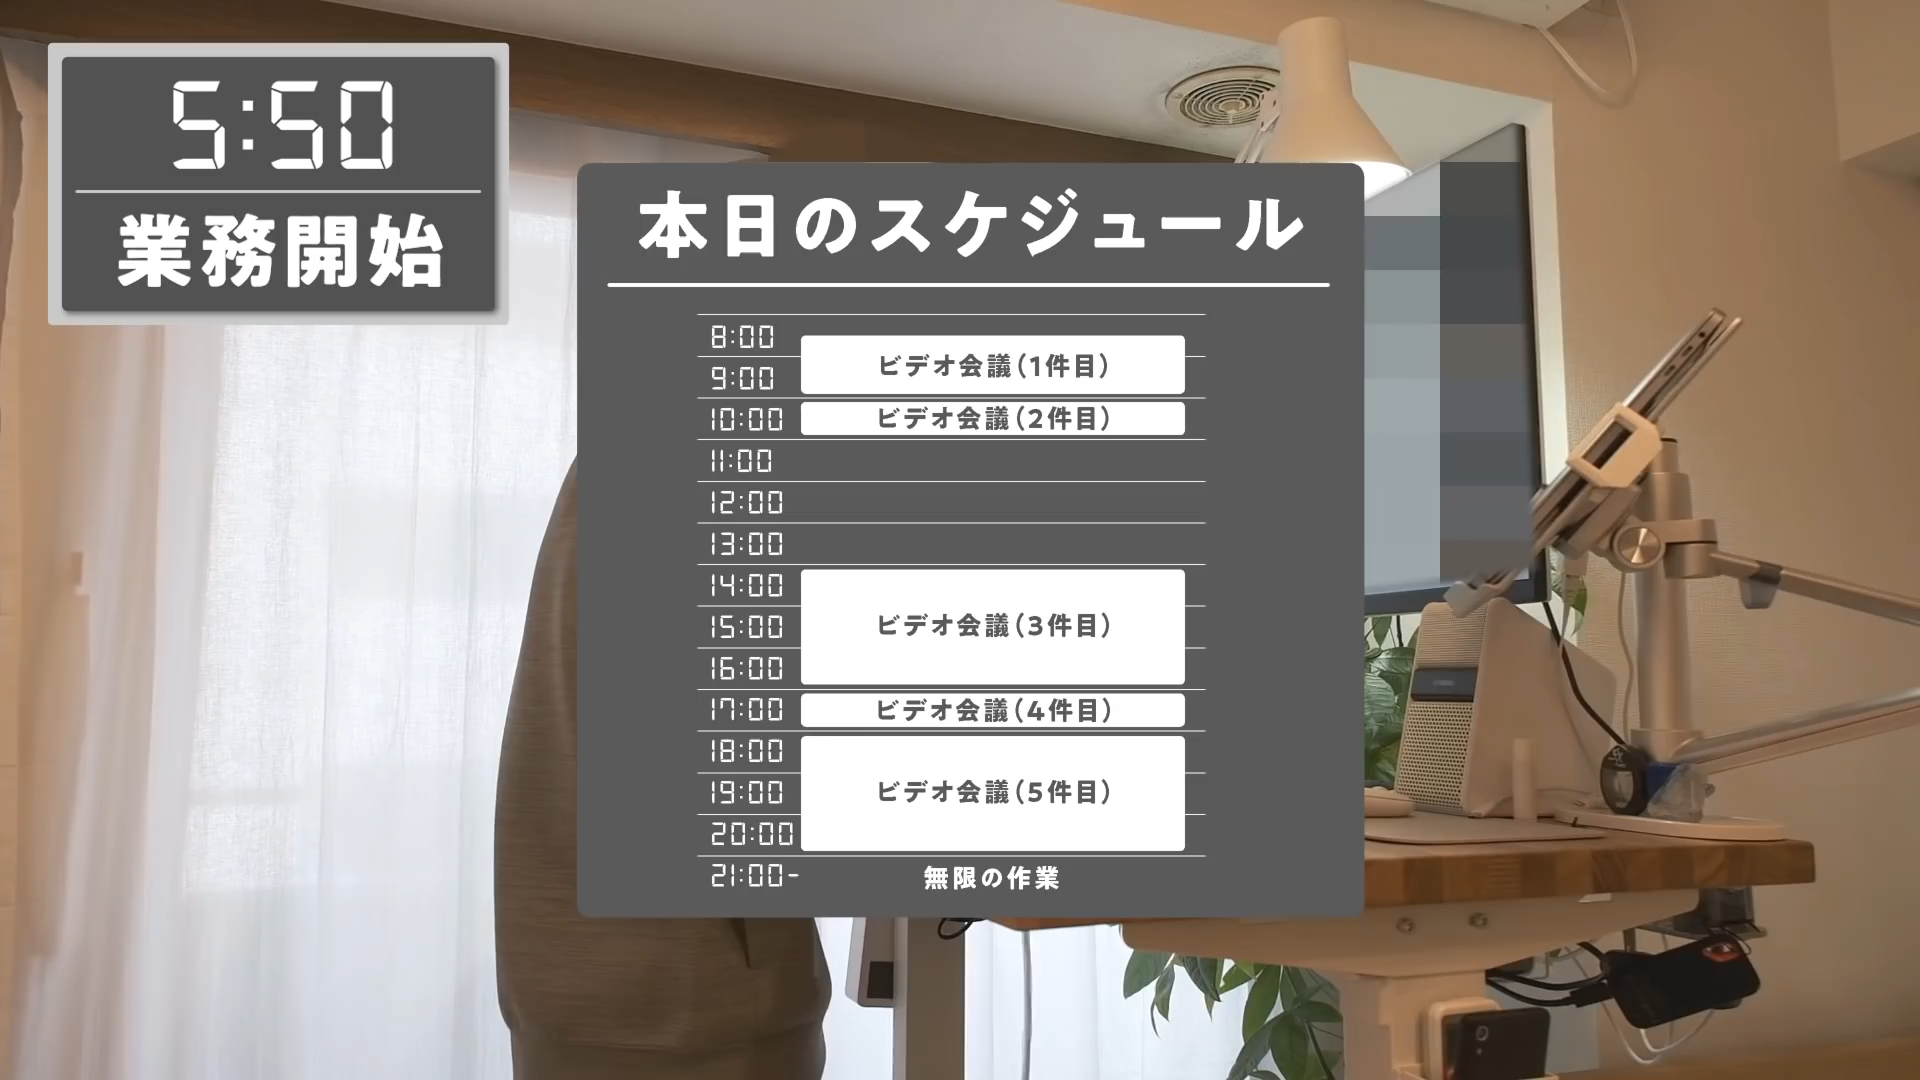 5:50
業務開始
本日のスケジュール
8:00
ビデオ会議(1件目)
9:00
10:00 ビデオ会議(2件目)
11:00
12:00
13:00
14:00
15:00 ビデオ会議(3件目)
16:00
17:00 ビデオ会議(4件目)
18:00
19:00 ビデオ会議(5件目)
20:00
21:00- 無限の作業